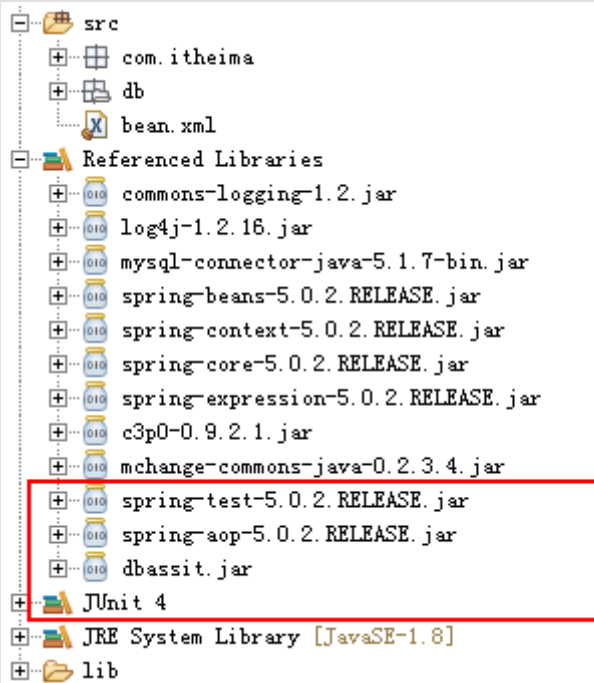 src
com.itheima
db
bean.xml
Referenced Libraries
commons-logging-1.2.jar
log4j-1.2.16.jar
mysql-connector-java-5.1.7-bin.jar
spring-beans-5.0.2.RELEASE.jar
spring-context-5.0.2.RELEASE.jar
spring-core-5.0.2.RELEASE.jar
spring-expression-5.0.2.RELEASE.jar
c3p0-0.9.2.1.jar
mchange-commons-java-0.2.3.4.jar
spring-test-5.0.2.RELEASE.jar
spring-aop-5.0.2.RELEASE.jar
dbassit.jar
JUnit 4
JRE System Library [JavaSE-1.8]
lib